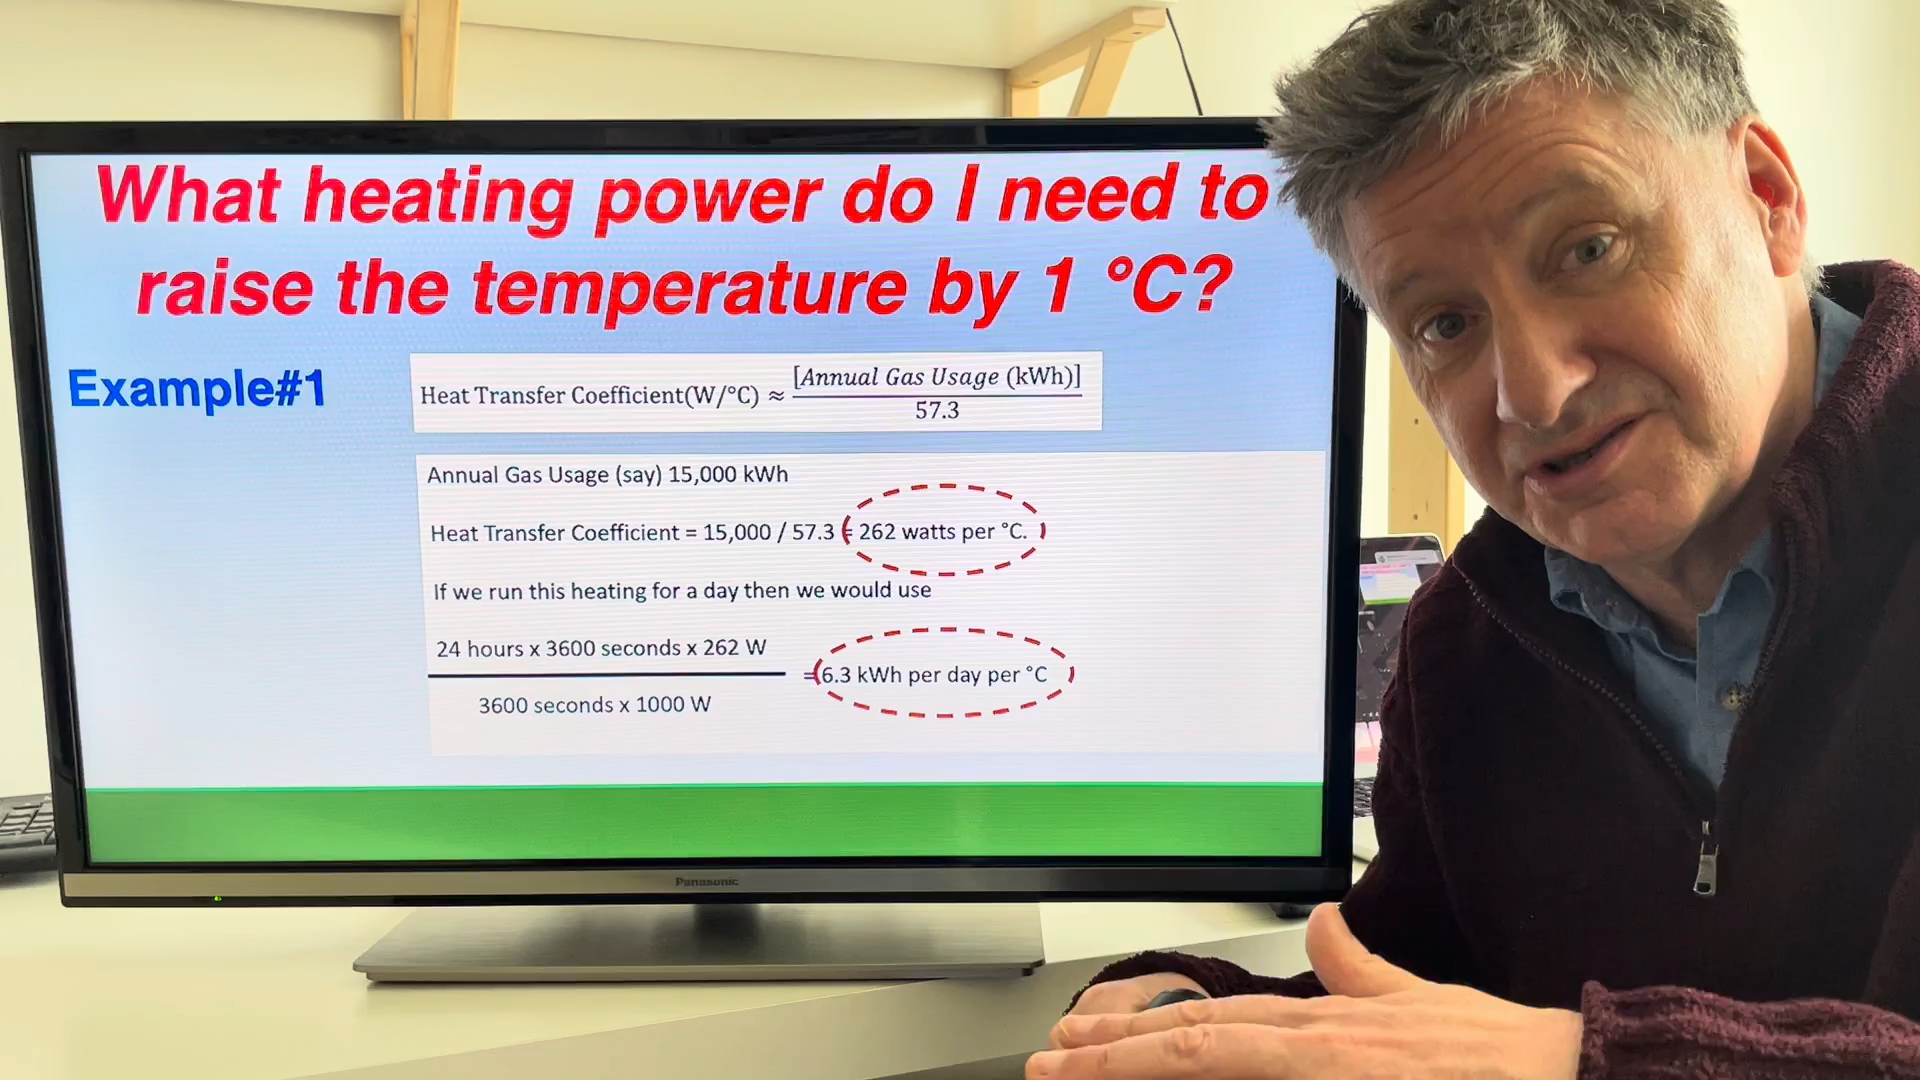 What heating power do I need to
raise the temperature by 1 °C?
Example#1
Heat Transfer Coefficient(W/°C) ≈ [Annual Gas Usage (kWh)] / 57.3
Annual Gas Usage (say) 15,000 kWh
Heat Transfer Coefficient = 15,000 / 57.3 = 262 watts per °C.
If we run this heating for a day then we would use
24 hours x 3600 seconds x 262 W
= 6.3 kWh per day per °C
3600 seconds x 1000 W
Panasonic